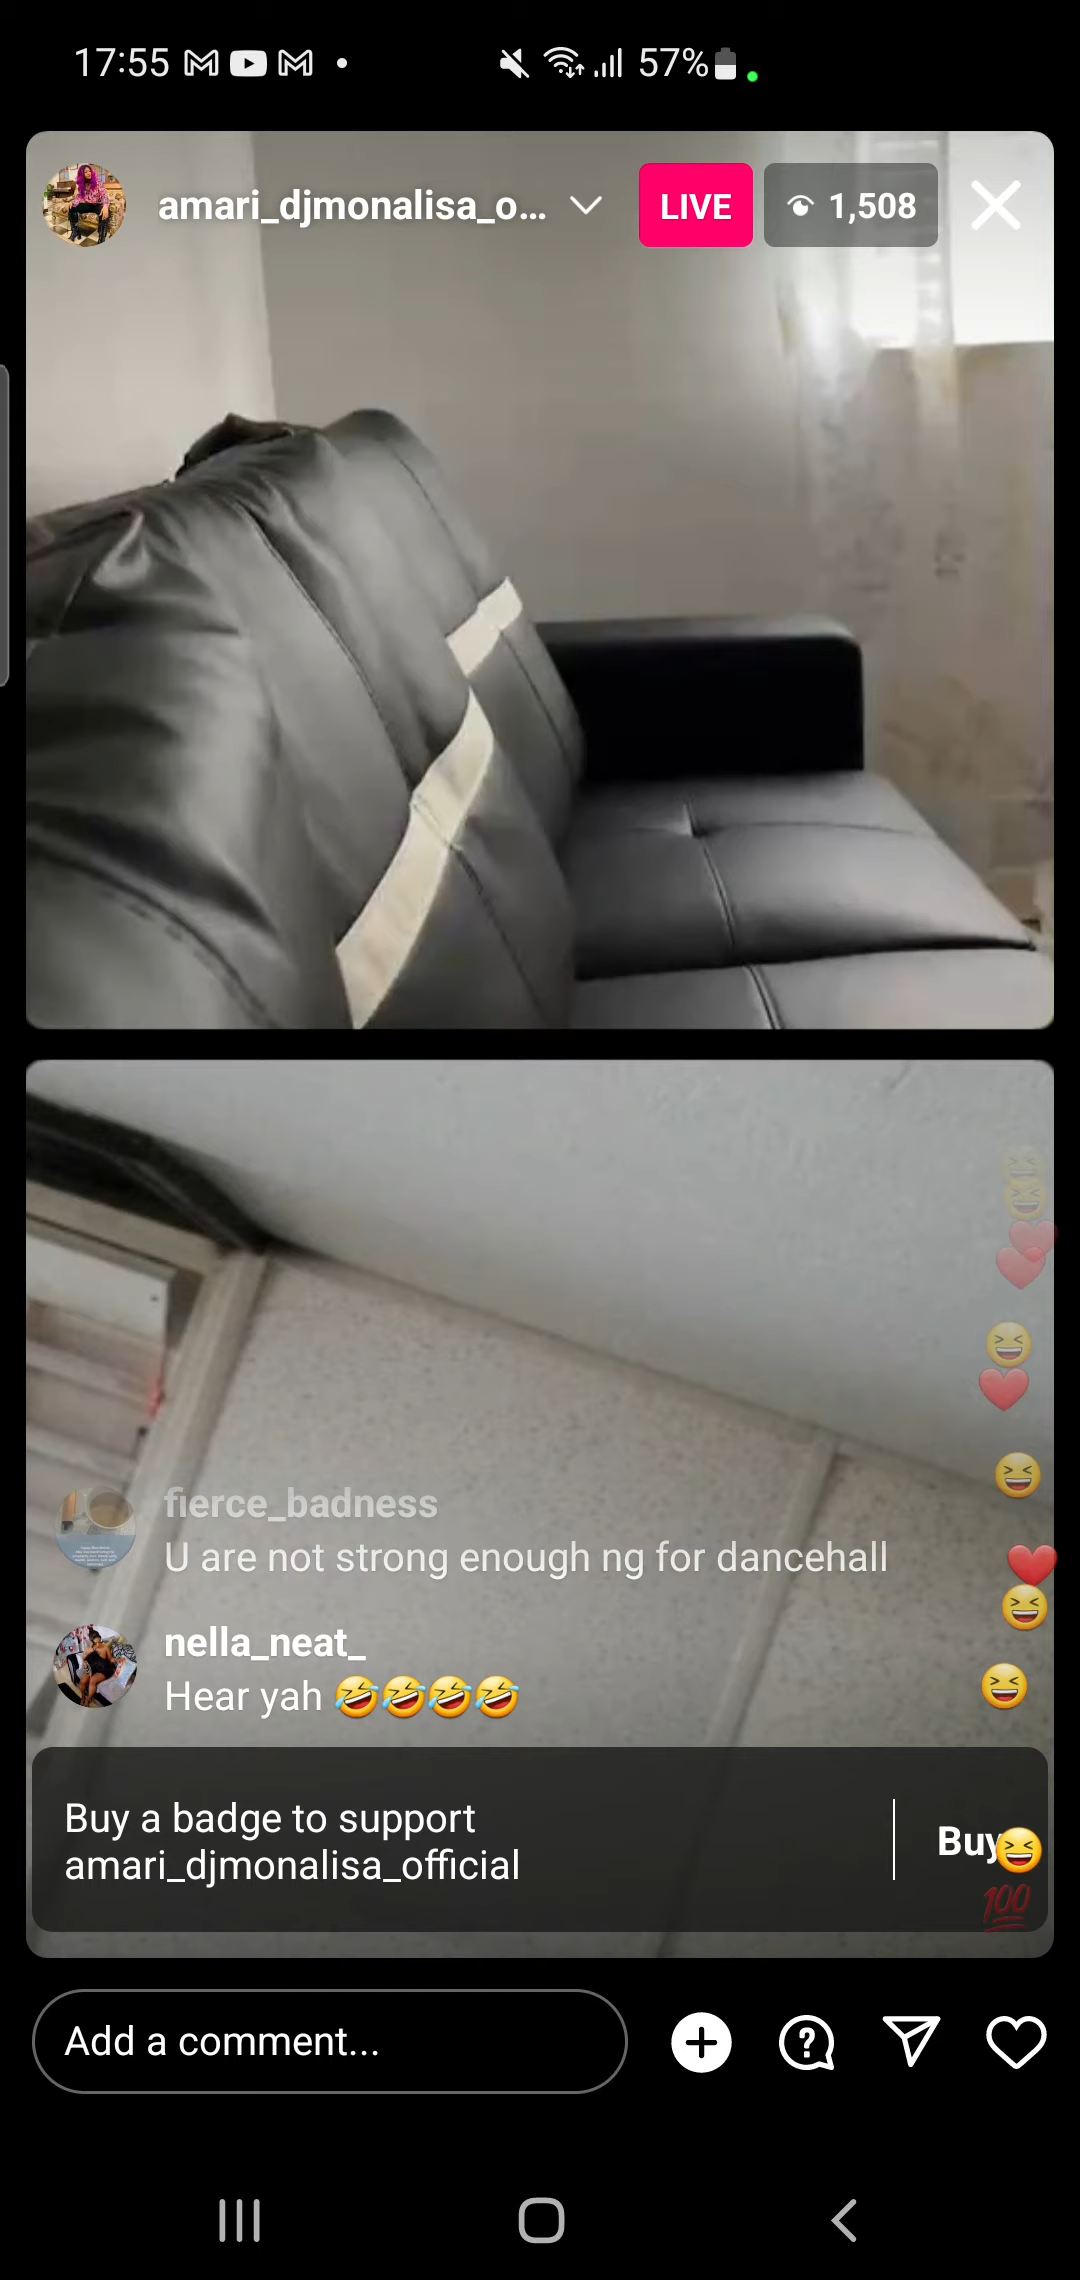 17:55
57%
amari_djmonalisa_o...
LIVE
1,508
fierce_badness
U are not strong enough ng for dancehall
nella_neat_
Hear yah 🤣🤣🤣🤣
Buy a badge to support
amari_djmonalisa_official
Buy
💯
Add a comment...